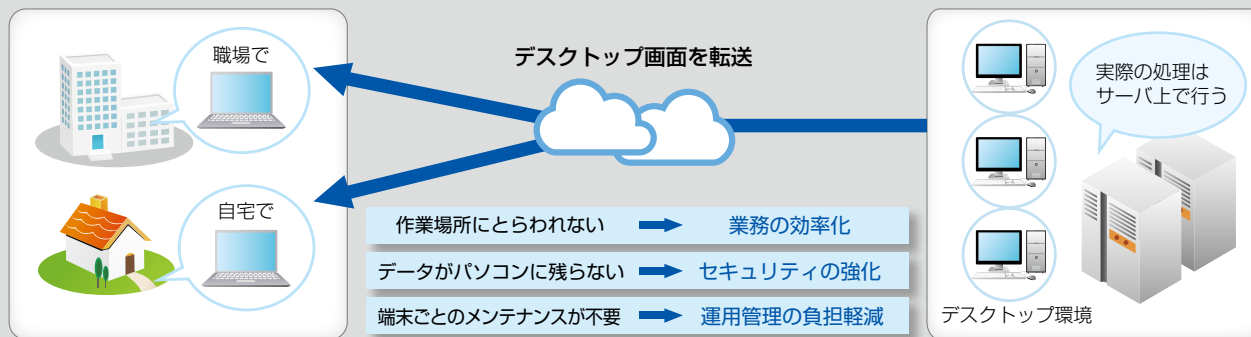 職場で
自宅で
デスクトップ画面を転送
作業場所にとらわれない
業務の効率化
データがパソコンに残らない
セキュリティの強化
端末ごとのメンテナンスが不要
運用管理の負担軽減
実際の処理は
サーバ上で行う
デスクトップ環境